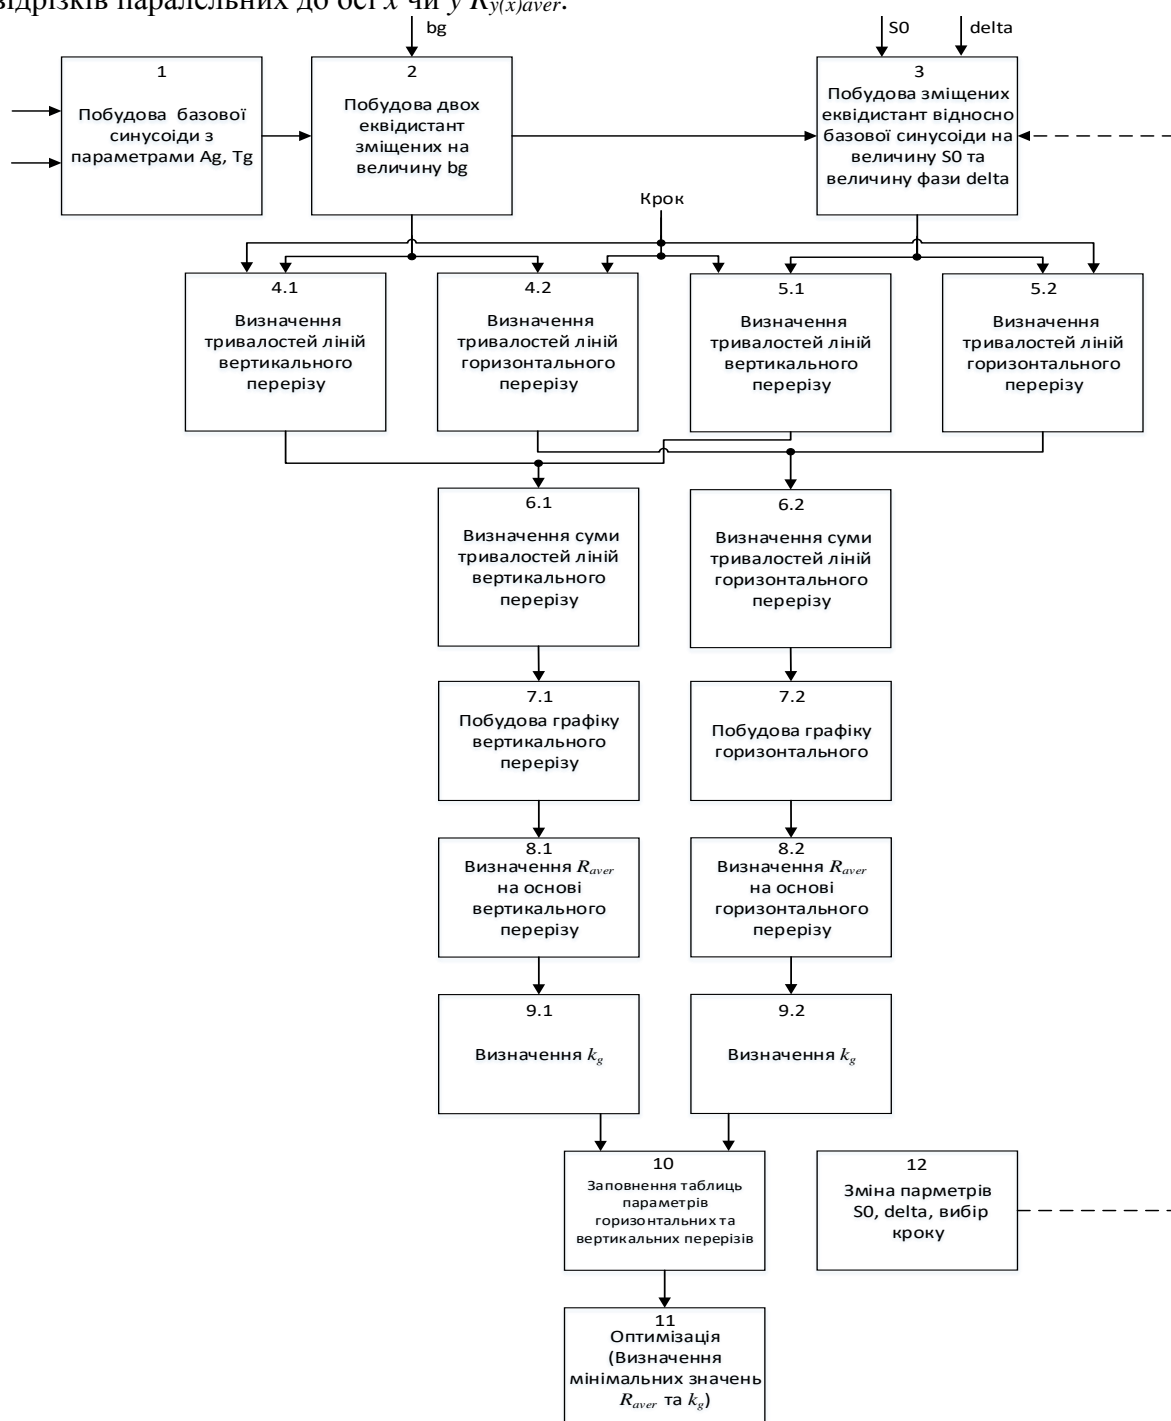 відрізків паралельних до осі x чи y Ry(x)aver.
bg
S0
delta
1
Побудова базової
синусоїди з
параметрами Ag, Tg
2
Побудова двох
еквідистант
зміщених на
величину bg
3
Побудова зміщених
еквідистант відносно
базової синусоїди на
величину S0 та
величину фази delta
Крок
4.1
Визначення
тривалостей ліній
вертикального
перерізу
4.2
Визначення
тривалостей ліній
горизонтального
перерізу
5.1
Визначення
тривалостей ліній
вертикального
перерізу
5.2
Визначення
тривалостей ліній
горизонтального
перерізу
6.1
Визначення суми
тривалостей ліній
вертикального
перерізу
6.2
Визначення суми
тривалостей ліній
горизонтального
перерізу
7.1
Побудова графіку
вертикального
перерізу
7.2
Побудова графіку
горизонтального
8.1
Визначення Raver
на основі
вертикального
перерізу
8.2
Визначення Raver
на основі
горизонтального
перерізу
9.1
Визначення kg
9.2
Визначення kg
10
Заповнення таблиць
параметрів
горизонтальних та
вертикальних перерізів
12
Зміна парметрів
S0, delta, вибір
кроку
11
Оптимізація
(Визначення
мінімальних значень
Raver та kg)